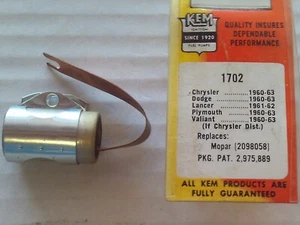 KEM
IGNITION
SINCE 1920
QUALITY INSURES
DEPENDABLE
PERFORMANCE
1702
Chrysler .......... 1960-63
Dodge .......... 1960-63
Lancer .......... 1961-62
Plymouth .......... 1960-63
Valiant .......... 1960-63
(If Chrysler Dist.)
Replaces:
Mopar (2098058)
PKG. PAT. 2,975,889
ALL KEM PRODUCTS ARE
FULLY GUARANTEED